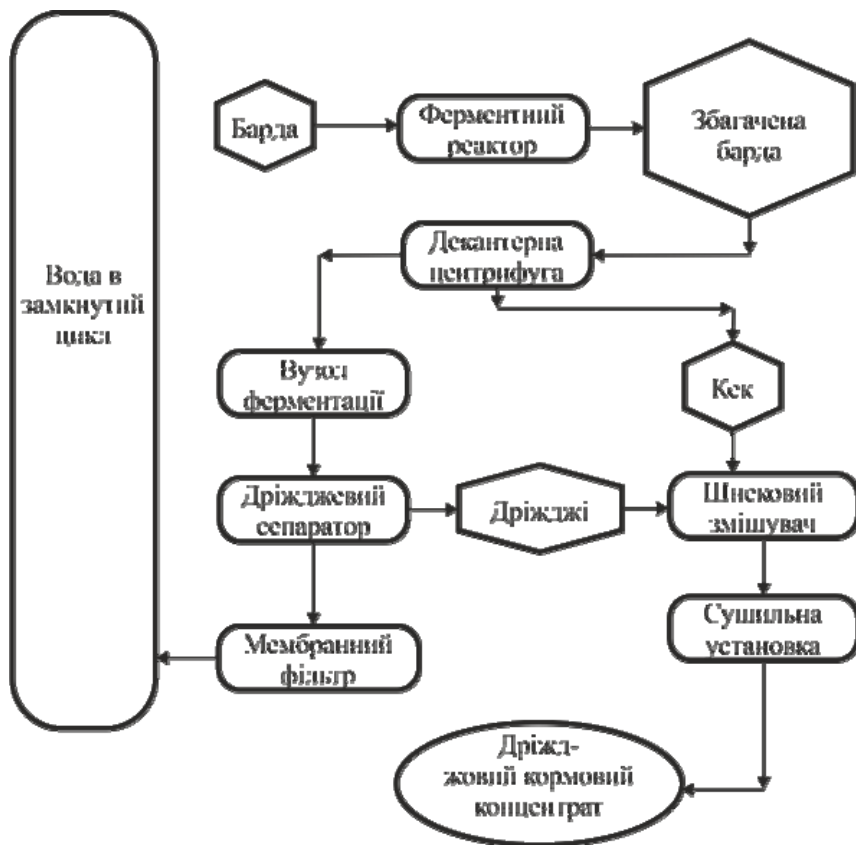 Барда
Ферментний
реактор
Збагачена
барда
Декантерна
центрифуга
Вода в
замкнутий
цикл
Вузол
ферментації
Кек
Дріжджевий
сепаратор
Дріжджі
Шнековий
змішувач
Мембранний
фільтр
Сушильна
установка
Дріжд-
жовий кормовий
концентрат